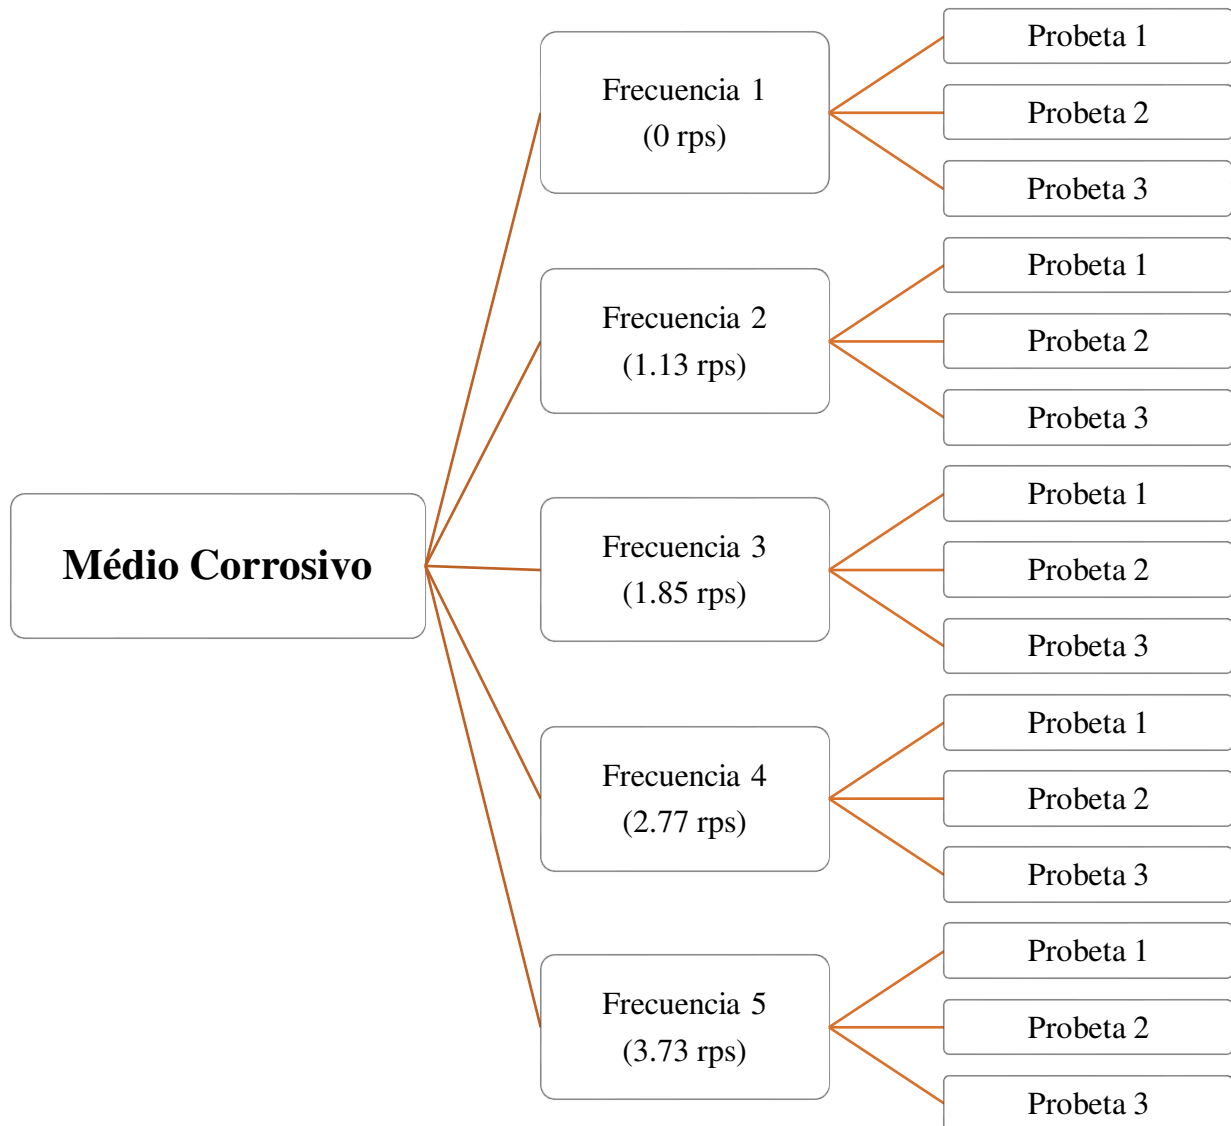 Médio Corrosivo
Frecuencia 1
(0 rps)
Probeta 1
Probeta 2
Probeta 3
Frecuencia 2
(1.13 rps)
Probeta 1
Probeta 2
Probeta 3
Frecuencia 3
(1.85 rps)
Probeta 1
Probeta 2
Probeta 3
Frecuencia 4
(2.77 rps)
Probeta 1
Probeta 2
Probeta 3
Frecuencia 5
(3.73 rps)
Probeta 1
Probeta 2
Probeta 3